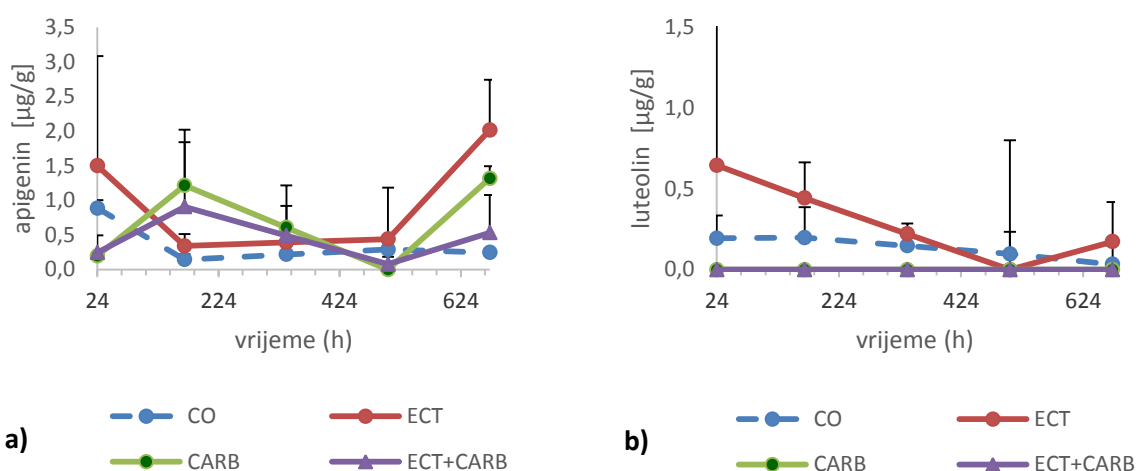 apigenin [µg/g]
3,5
3,0
2,5
2,0
1,5
1,0
0,5
0,0
24 224 424 624
vrijeme (h)
CO ECT
CARB ECT+CARB
a)
luteolin [µg/g]
1,5
1,0
0,5
0,0
24 224 424 624
vrijeme (h)
CO ECT
CARB ECT+CARB
b)